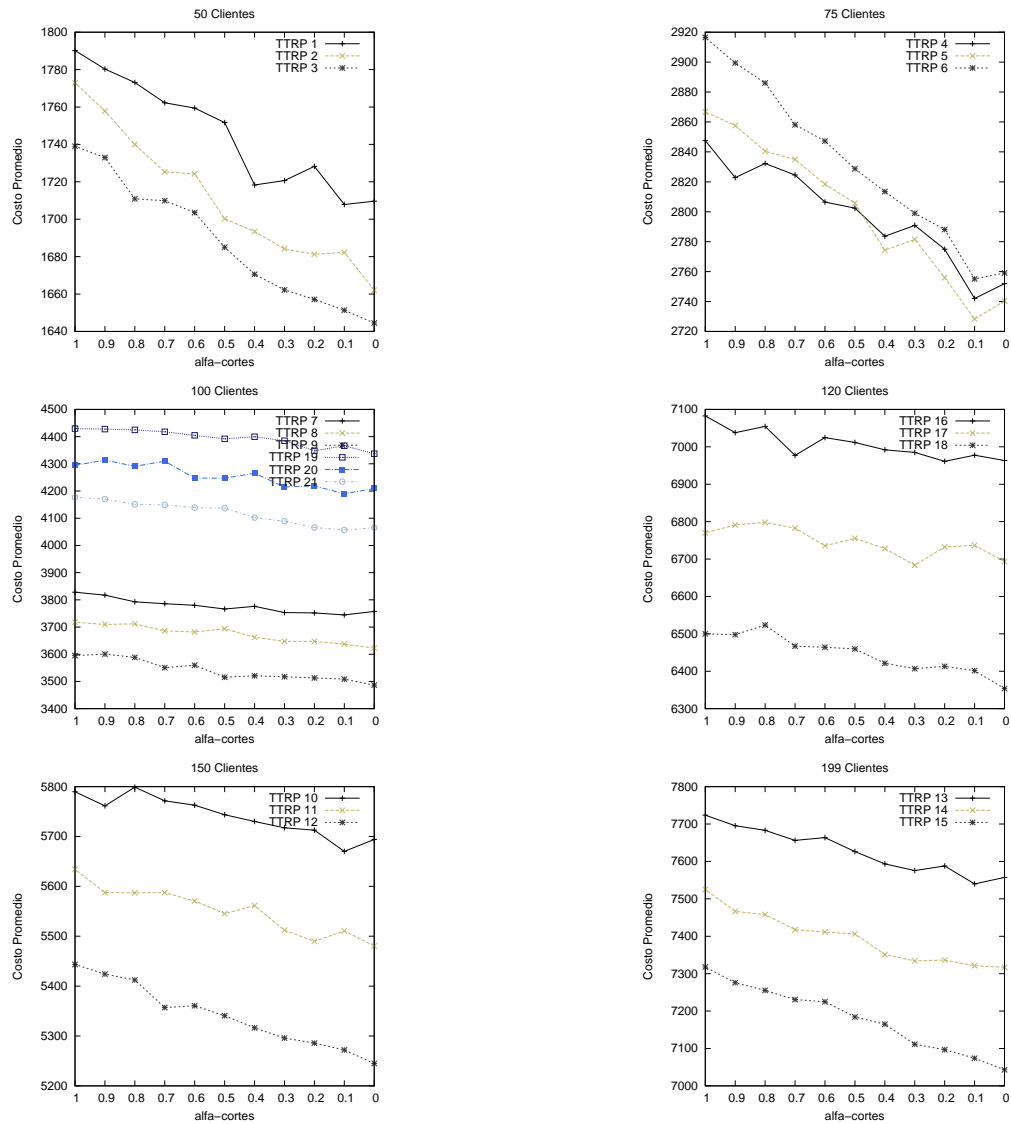 50 Clientes
Costo Promedio
1800
1780
1760
1740
1720
1700
1680
1660
1640
TTRP 1
TTRP 2
TTRP 3
1 0.9 0.8 0.7 0.6 0.5 0.4 0.3 0.2 0.1 0
alfa−cortes
75 Clientes
Costo Promedio
2920
2900
2880
2860
2840
2820
2800
2780
2760
2740
2720
TTRP 4
TTRP 5
TTRP 6
1 0.9 0.8 0.7 0.6 0.5 0.4 0.3 0.2 0.1 0
alfa−cortes
100 Clientes
Costo Promedio
4500
4400
4300
4200
4100
4000
3900
3800
3700
3600
3500
3400
TTRP 7
TTRP 8
TTRP 9
TTRP 19
TTRP 20
TTRP 21
1 0.9 0.8 0.7 0.6 0.5 0.4 0.3 0.2 0.1 0
alfa−cortes
120 Clientes
Costo Promedio
7100
7000
6900
6800
6700
6600
6500
6400
6300
TTRP 16
TTRP 17
TTRP 18
1 0.9 0.8 0.7 0.6 0.5 0.4 0.3 0.2 0.1 0
alfa−cortes
150 Clientes
Costo Promedio
5800
5700
5600
5500
5400
5300
5200
TTRP 10
TTRP 11
TTRP 12
1 0.9 0.8 0.7 0.6 0.5 0.4 0.3 0.2 0.1 0
alfa−cortes
199 Clientes
Costo Promedio
7800
7700
7600
7500
7400
7300
7200
7100
7000
TTRP 13
TTRP 14
TTRP 15
1 0.9 0.8 0.7 0.6 0.5 0.4 0.3 0.2 0.1 0
alfa−cortes